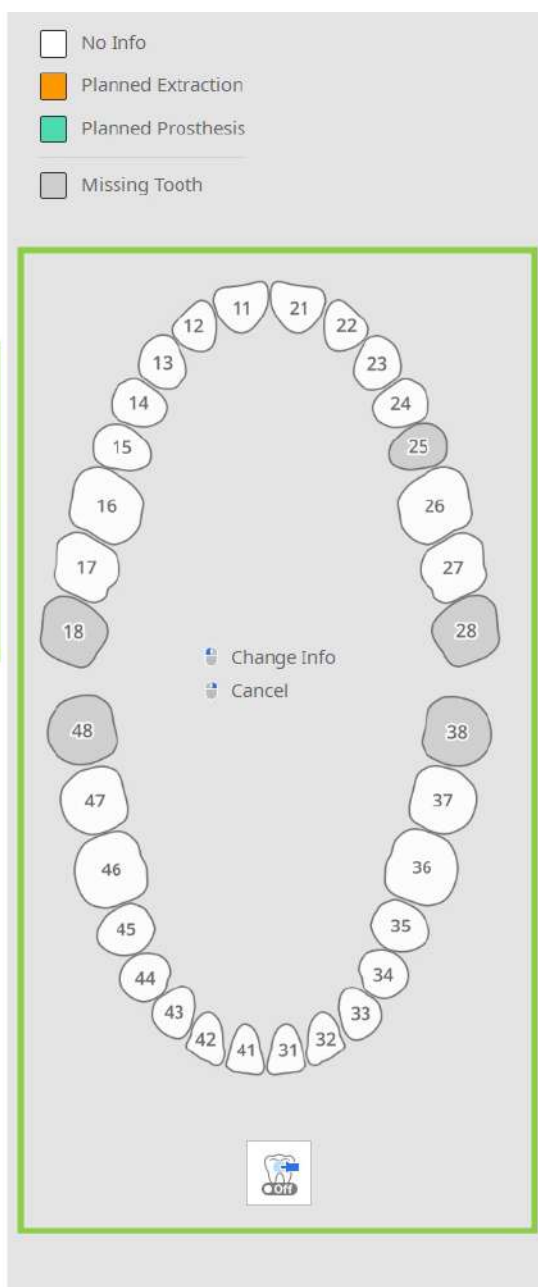 No Info
Planned Extraction
Planned Prosthesis
Missing Tooth
11 21
12 22
13 23
14 24
15 25
16 26
17 27
18 28
Change Info
Cancel
48 38
47 37
46 36
45 35
44 34
43 33
42 32
41 31
Off